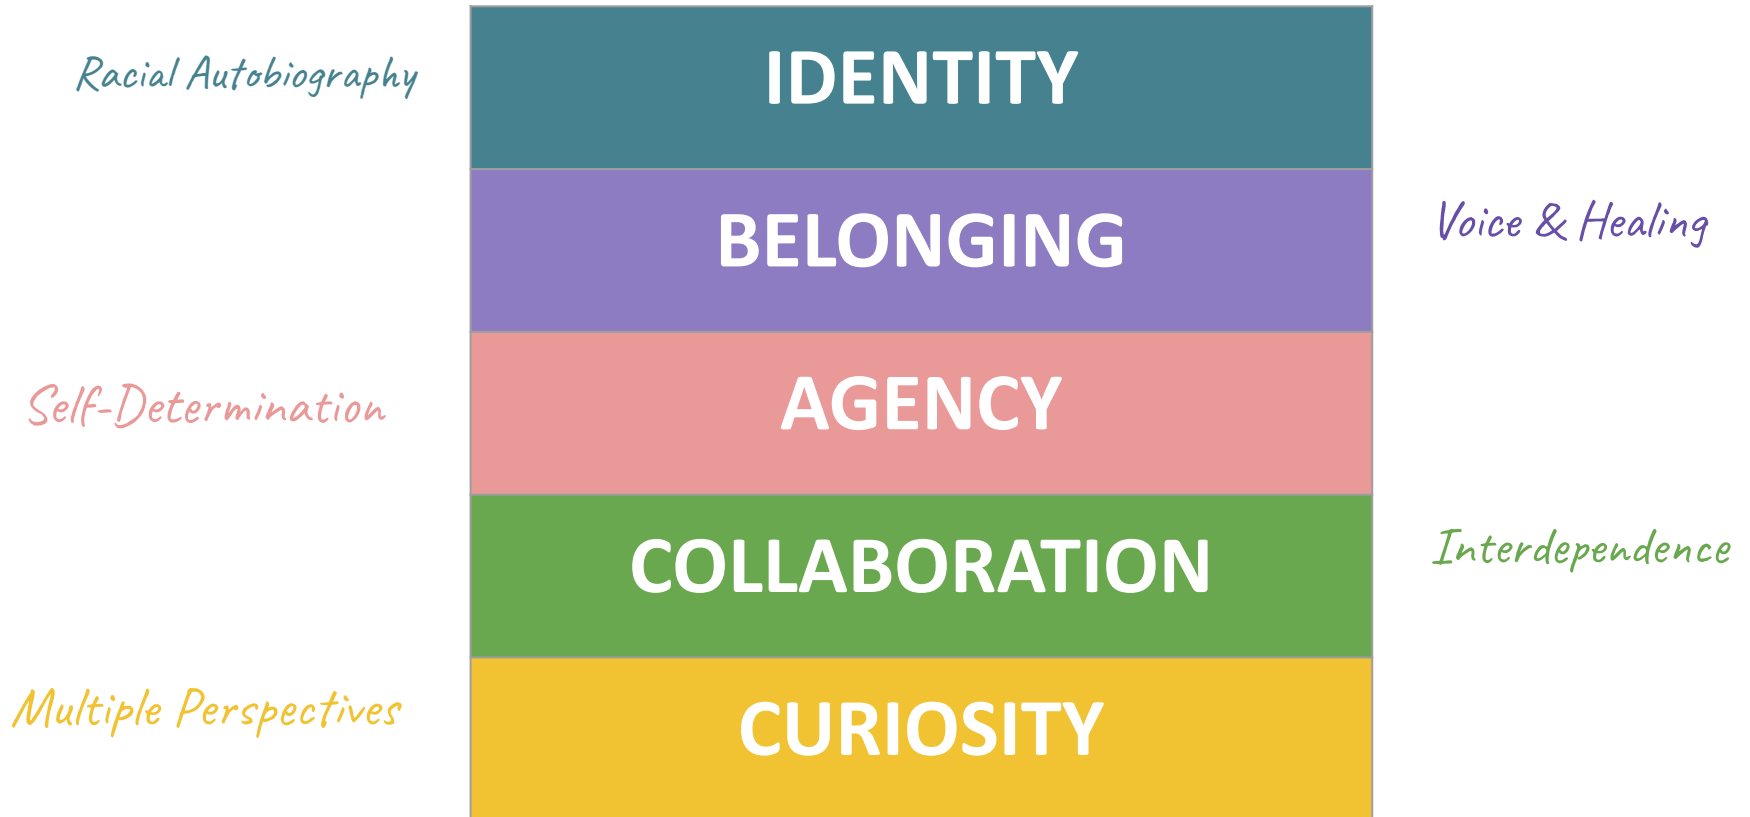 Racial Autobiography
IDENTITY
BELONGING
Voice & Healing
Self-Determination
AGENCY
COLLABORATION
Interdependence
Multiple Perspectives
CURIOSITY